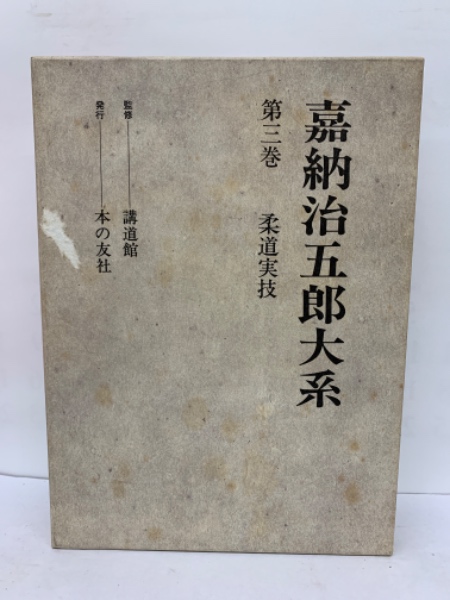 嘉納治五郎大系
第三巻　柔道実技
監修――講道館
発行――本の友社